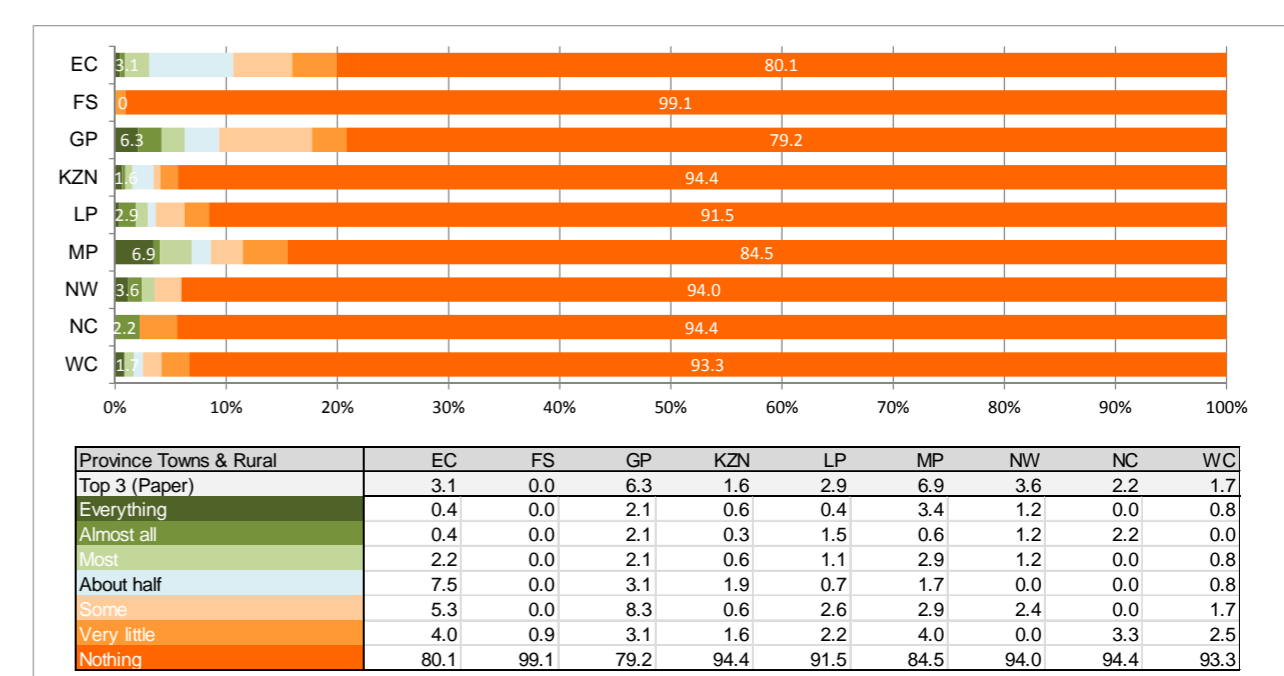 EC 3.1 80.1
FS 0 99.1
GP 6.3 79.2
KZN 1.6 94.4
LP 2.9 91.5
MP 6.9 84.5
NW 3.6 94.0
NC 2.2 94.4
WC 1.7 93.3
0% 10% 20% 30% 40% 50% 60% 70% 80% 90% 100%
Province Towns & Rural EC FS GP KZN LP MP NW NC WC
Top 3 (Paper) 3.1 0.0 6.3 1.6 2.9 6.9 3.6 2.2 1.7
Everything 0.4 0.0 2.1 0.6 0.4 3.4 1.2 0.0 0.8
Almost all 0.4 0.0 2.1 0.3 1.5 0.6 1.2 2.2 0.0
Most 2.2 0.0 2.1 0.6 1.1 2.9 1.2 0.0 0.8
About half 7.5 0.0 3.1 1.9 0.7 1.7 0.0 0.0 0.8
Some 5.3 0.0 8.3 0.6 2.6 2.9 2.4 0.0 1.7
Very little 4.0 0.9 3.1 1.6 2.2 4.0 0.0 3.3 2.5
Nothing 80.1 99.1 79.2 94.4 91.5 84.5 94.0 94.4 93.3